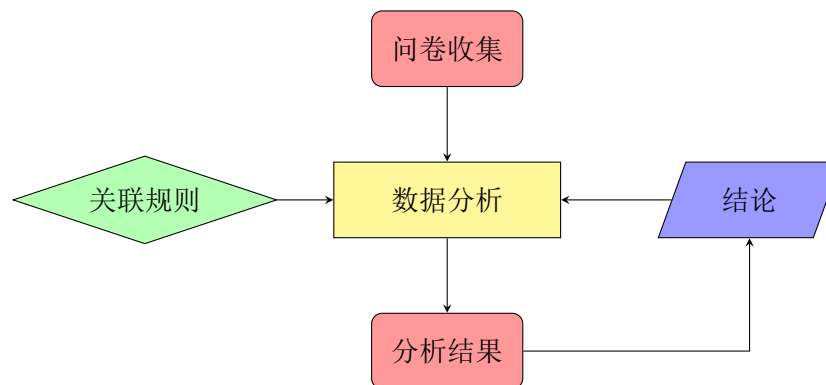 问卷收集
关联规则
数据分析
结论
分析结果